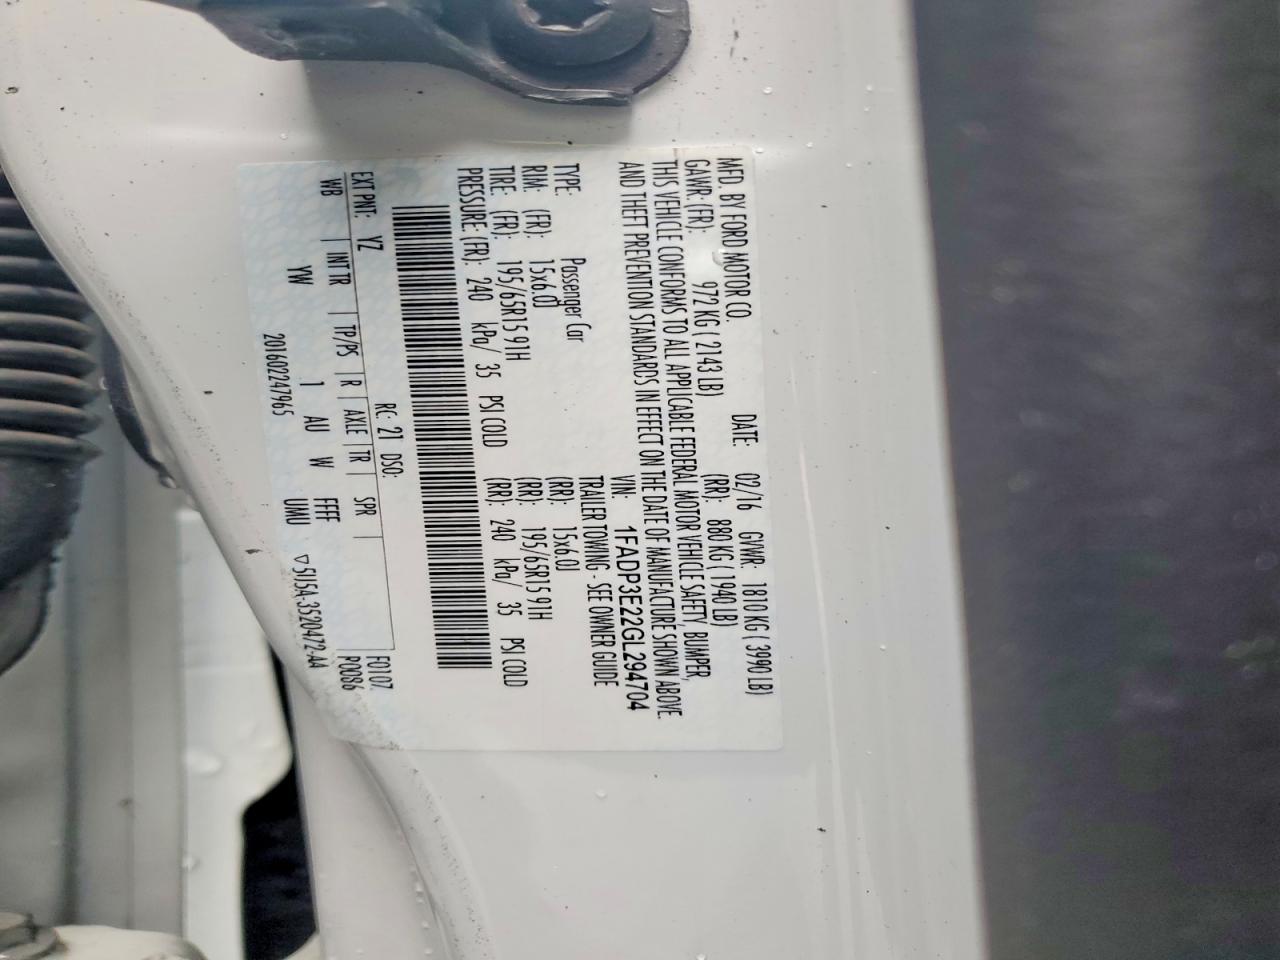 MFD. BY FORD MOTOR CO. DATE: 02/16 GVWR: 1810 KG ( 3990 LB)
GAWR: (FR): 972 KG ( 2143 LB) (RR): 880 KG ( 1940 LB)
THIS VEHICLE CONFORMS TO ALL APPLICABLE FEDERAL MOTOR VEHICLE SAFETY, BUMPER,
AND THEFT PREVENTION STANDARDS IN EFFECT ON THE DATE OF MANUFACTURE SHOWN ABOVE.
VIN: 1FADP3E22GL294704
TYPE: Passenger Car TRAILER TOWING - SEE OWNER GUIDE
RIM: (FR): 15x6.0J (RR): 15x6.0J
TIRE: (FR): 195/65R15 91H (RR): 195/65R15 91H
PRESSURE (FR): 240 kPa/ 35 PSI COLD (RR): 240 kPa/ 35 PSI COLD
EXT PNT: YZ RC: 21 DSO: F0107
WB INT TR TP/PS R AXLE TR SPR P0086
YW 1 AU W FFF UMU ▽5U5A-3520472-AA
201602247965